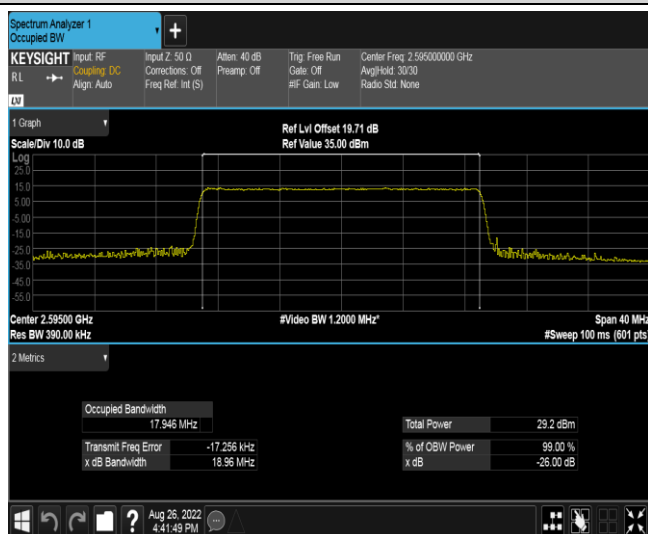 Spectrum Analyzer 1
Occupied BW
KEYSIGHT
RL
LXI
Input: RF
Coupling: DC
Align: Auto
Input Z: 50 Ω
Corrections: Off
Freq Ref: Int (S)
Atten: 40 dB
Preamp: Off
Trig: Free Run
Gate: Off
#IF Gain: Low
Center Freq: 2.595000000 GHz
Avg|Hold: 30/30
Radio Std: None
1 Graph
Scale/Div 10.0 dB
Ref Lvl Offset 19.71 dB
Ref Value 35.00 dBm
Log
25.0
15.0
5.00
-5.00
-15.0
-25.0
-35.0
-45.0
-55.0
Center 2.59500 GHz
Res BW 390.00 kHz
#Video BW 1.2000 MHz*
Span 40 MHz
#Sweep 100 ms (601 pts)
2 Metrics
Occupied Bandwidth
17.946 MHz
Transmit Freq Error -17.256 kHz
x dB Bandwidth 18.96 MHz
Total Power 29.2 dBm
% of OBW Power 99.00 %
x dB -26.00 dB
?
Aug 26, 2022
4:41:49 PM